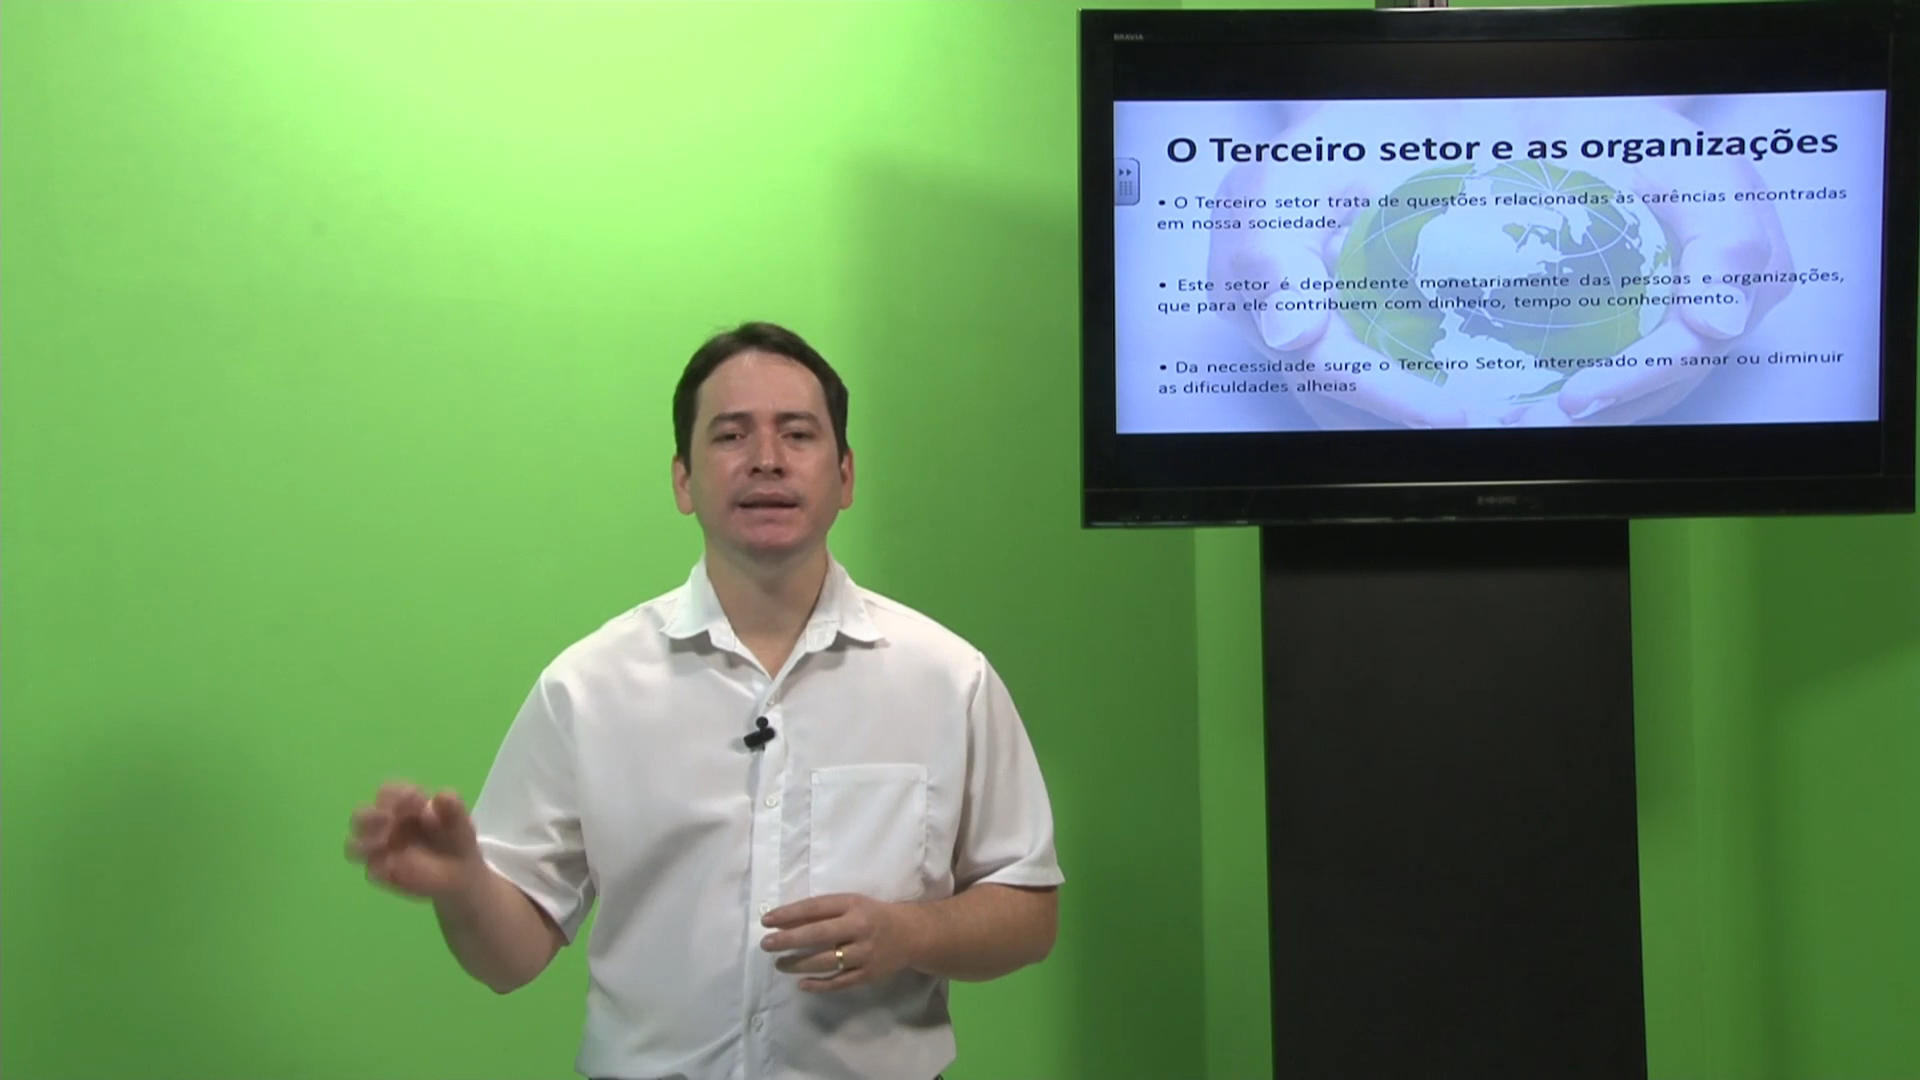 BRAVIA
O Terceiro setor e as organizações
• O Terceiro setor trata de questões relacionadas às carências encontradas
em nossa sociedade.
• Este setor é dependente monetariamente das pessoas e organizações,
que para ele contribuem com dinheiro, tempo ou conhecimento.
• Da necessidade surge o Terceiro Setor, interessado em sanar ou diminuir
as dificuldades alheias